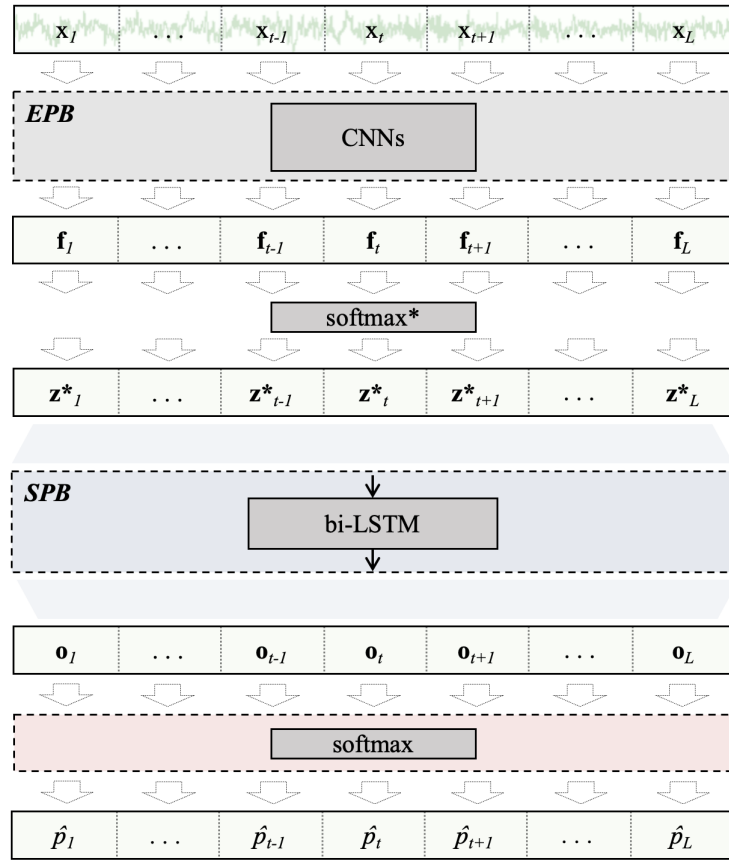 x1 ... xt-1 xt xt+1 ... xL
EPB
CNNs
f1 ... ft-1 ft ft+1 ... fL
softmax*
z*1 ... z*t-1 z*t z*t+1 ... z*L
SPB
bi-LSTM
o1 ... ot-1 ot ot+1 ... oL
softmax
p̂1 ... p̂t-1 p̂t p̂t+1 ... p̂L